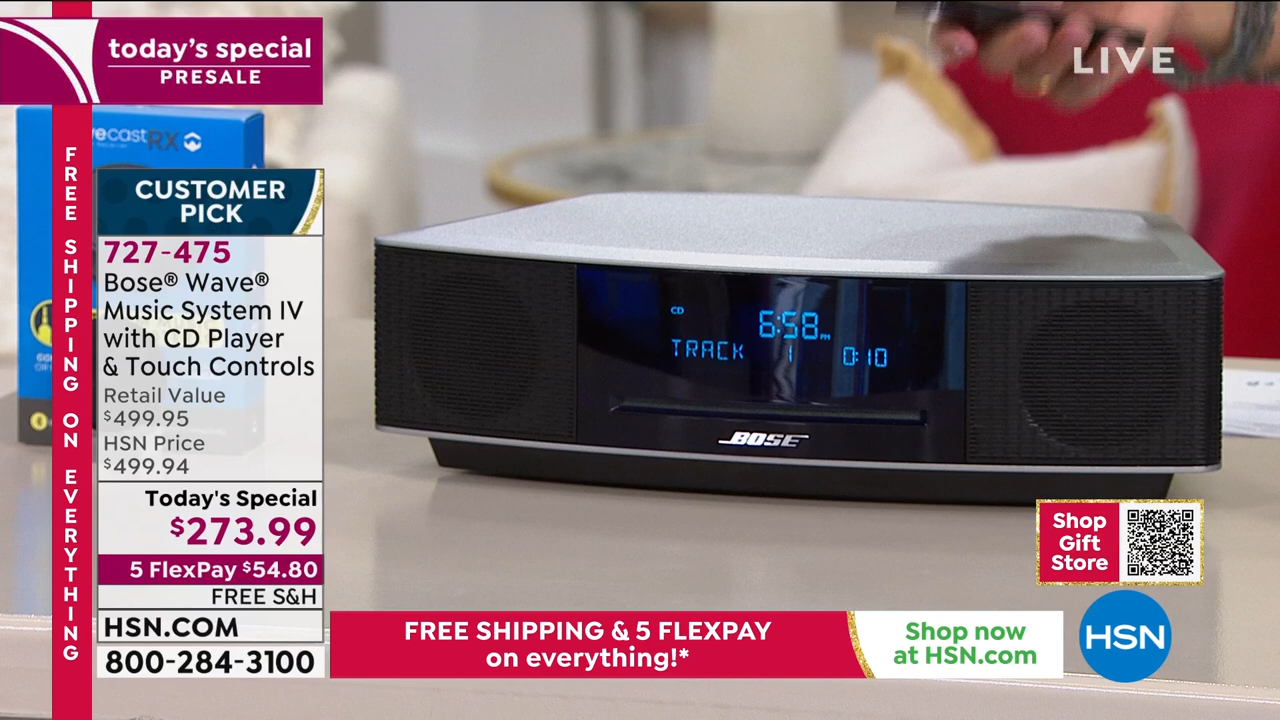 today's special
PRESALE
LIVE
FREE SHIPPING ON EVERYTHING
ecast RX
CUSTOMER
PICK
727-475
Bose® Wave®
Music System IV
with CD Player
& Touch Controls
Retail Value
$499.95
HSN Price
$499.94
Today's Special
$273.99
5 FlexPay $54.80
FREE S&H
HSN.COM
800-284-3100
CD
6:58
TRACK 1 0:10
BOSE
Shop
Gift
Store
FREE SHIPPING & 5 FLEXPAY
on everything!*
Shop now
at HSN.com
HSN